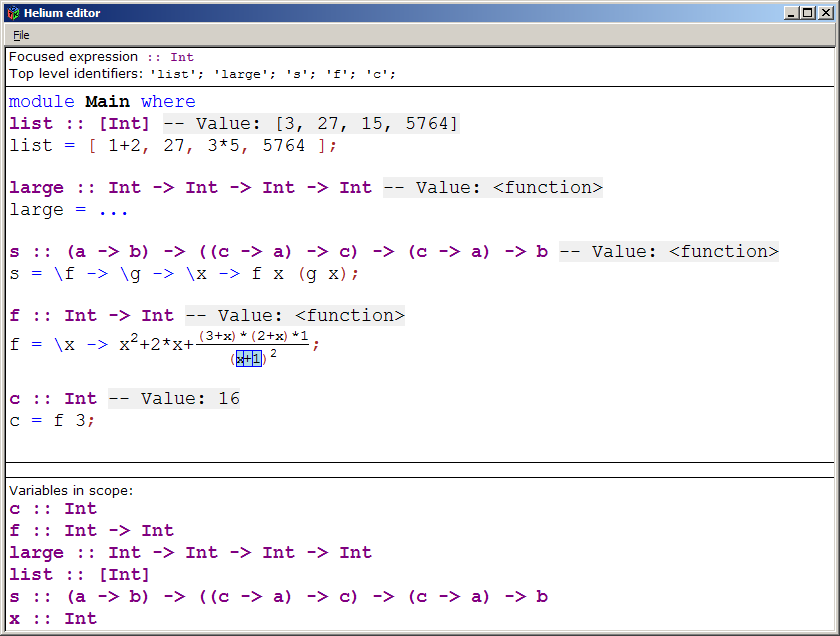 Helium editor
File
Focused expression :: Int
Top level identifiers: 'list'; 'large'; 's'; 'f'; 'c';
module Main where
list :: [Int] -- Value: [3, 27, 15, 5764]
list = [ 1+2, 27, 3*5, 5764 ];
large :: Int -> Int -> Int -> Int -- Value: <function>
large = ...
s :: (a -> b) -> ((c -> a) -> c) -> (c -> a) -> b -- Value: <function>
s = \f -> \g -> \x -> f x (g x);
f :: Int -> Int -- Value: <function>
f = \x -> x²+2*x+(3+x)*(2+x)*1;
(x+1)²
c :: Int -- Value: 16
c = f 3;
Variables in scope:
c :: Int
f :: Int -> Int
large :: Int -> Int -> Int -> Int
list :: [Int]
s :: (a -> b) -> ((c -> a) -> c) -> (c -> a) -> b
x :: Int